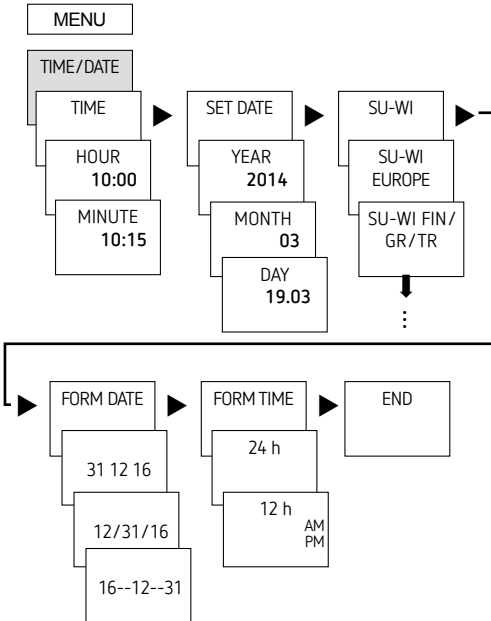 MENU
TIME/DATE
TIME
HOUR
10:00
MINUTE
10:15
SET DATE
YEAR
2014
MONTH
03
DAY
19.03
SU-WI
SU-WI
EUROPE
SU-WI FIN/
GR/TR
FORM DATE
31 12 16
12/31/16
16--12--31
FORM TIME
24 h
12 h
AM
PM
END